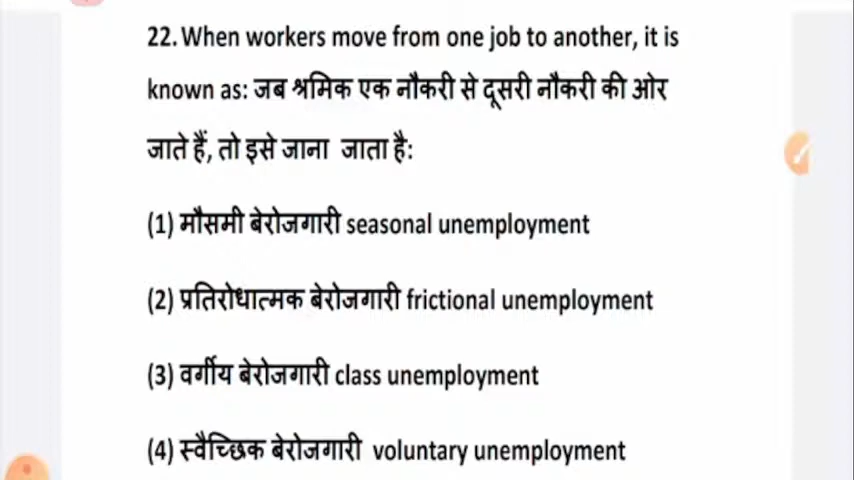 22. When workers move from one job to another, it is
known as: जब श्रमिक एक नौकरी से दूसरी नौकरी की ओर
जाते हैं, तो इसे जाना जाता है:
(1) मौसमी बेरोजगारी seasonal unemployment
(2) प्रतिरोधात्मक बेरोजगारी frictional unemployment
(3) वर्गीय बेरोजगारी class unemployment
(4) स्वैच्छिक बेरोजगारी voluntary unemployment